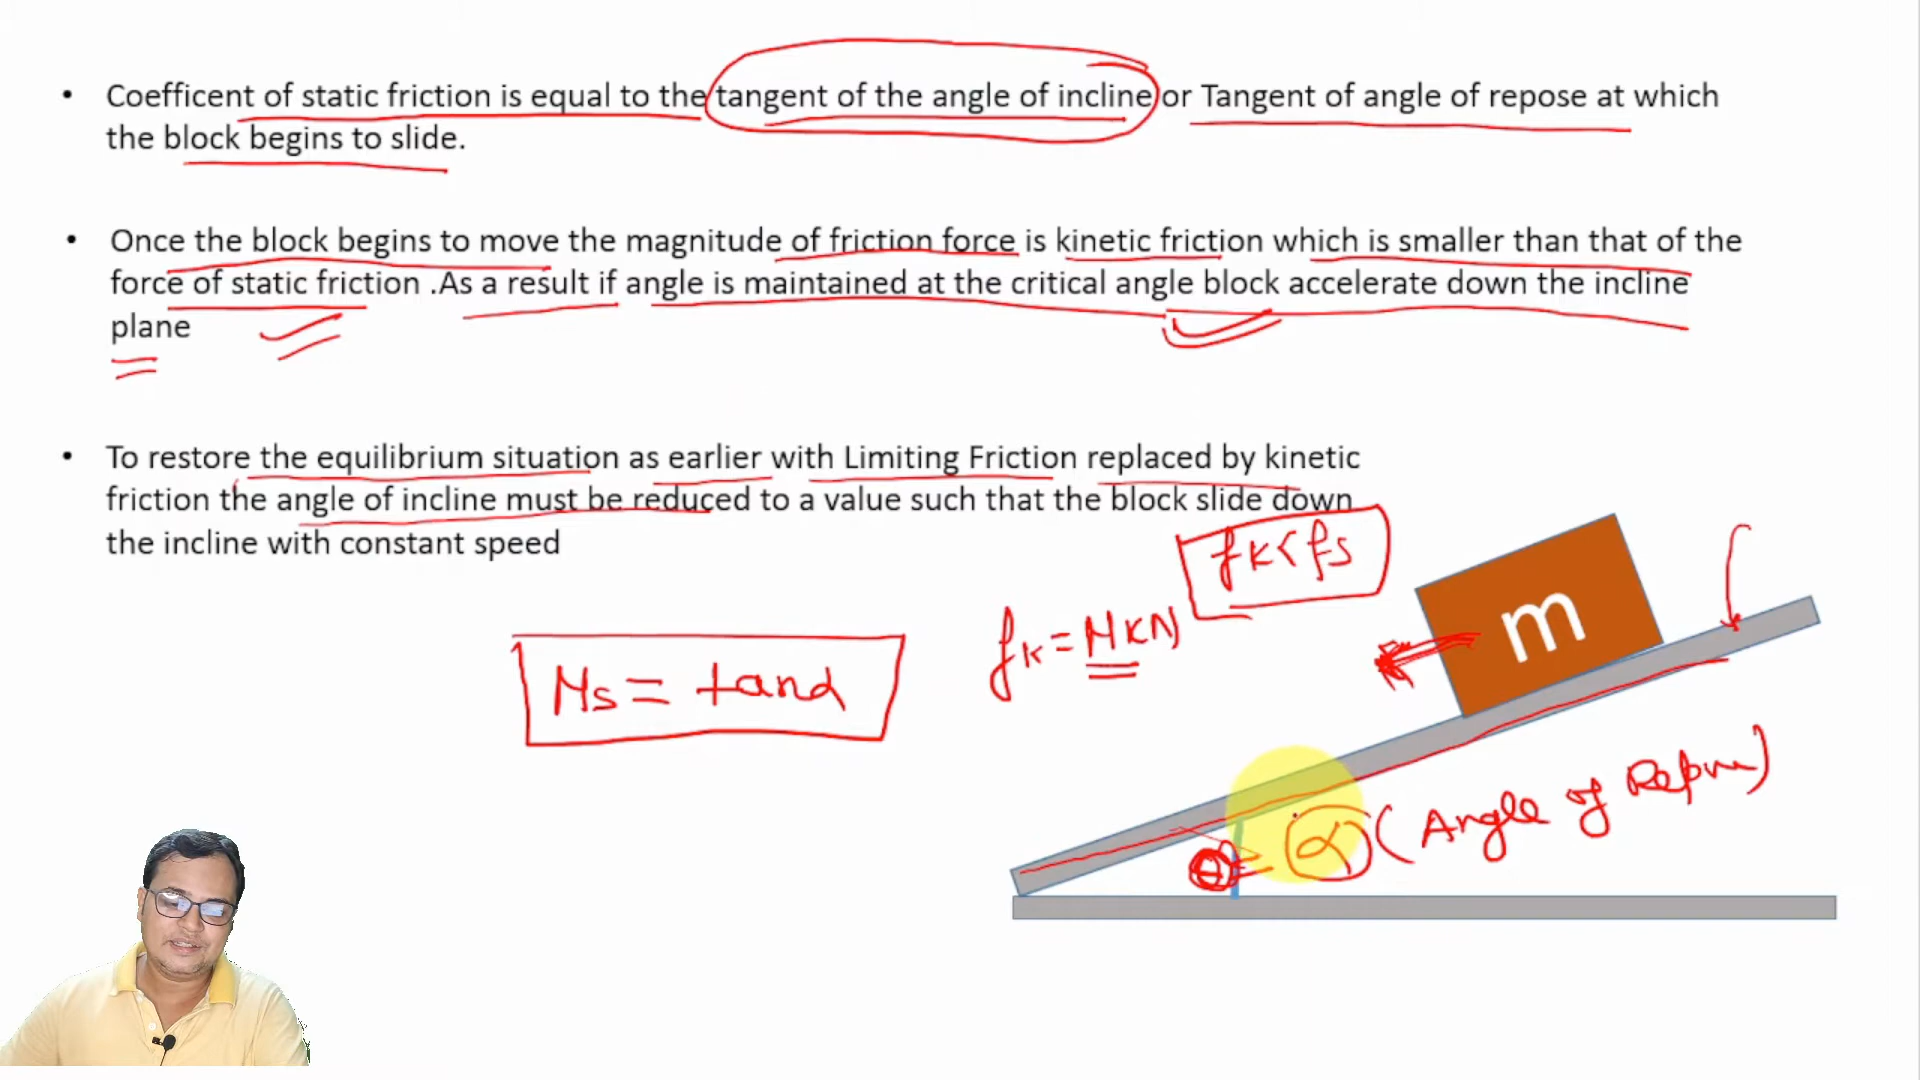 • Coefficent of static friction is equal to the tangent of the angle of incline or Tangent of angle of repose at which
the block begins to slide.
• Once the block begins to move the magnitude of friction force is kinetic friction which is smaller than that of the
force of static friction .As a result if angle is maintained at the critical angle block accelerate down the incline
plane
• To restore the equilibrium situation as earlier with Limiting Friction replaced by kinetic
friction the angle of incline must be reduced to a value such that the block slide down
the incline with constant speed
fK<fs
fK=μKN
μs= tanα
m
θ= α (Angle of Repose)